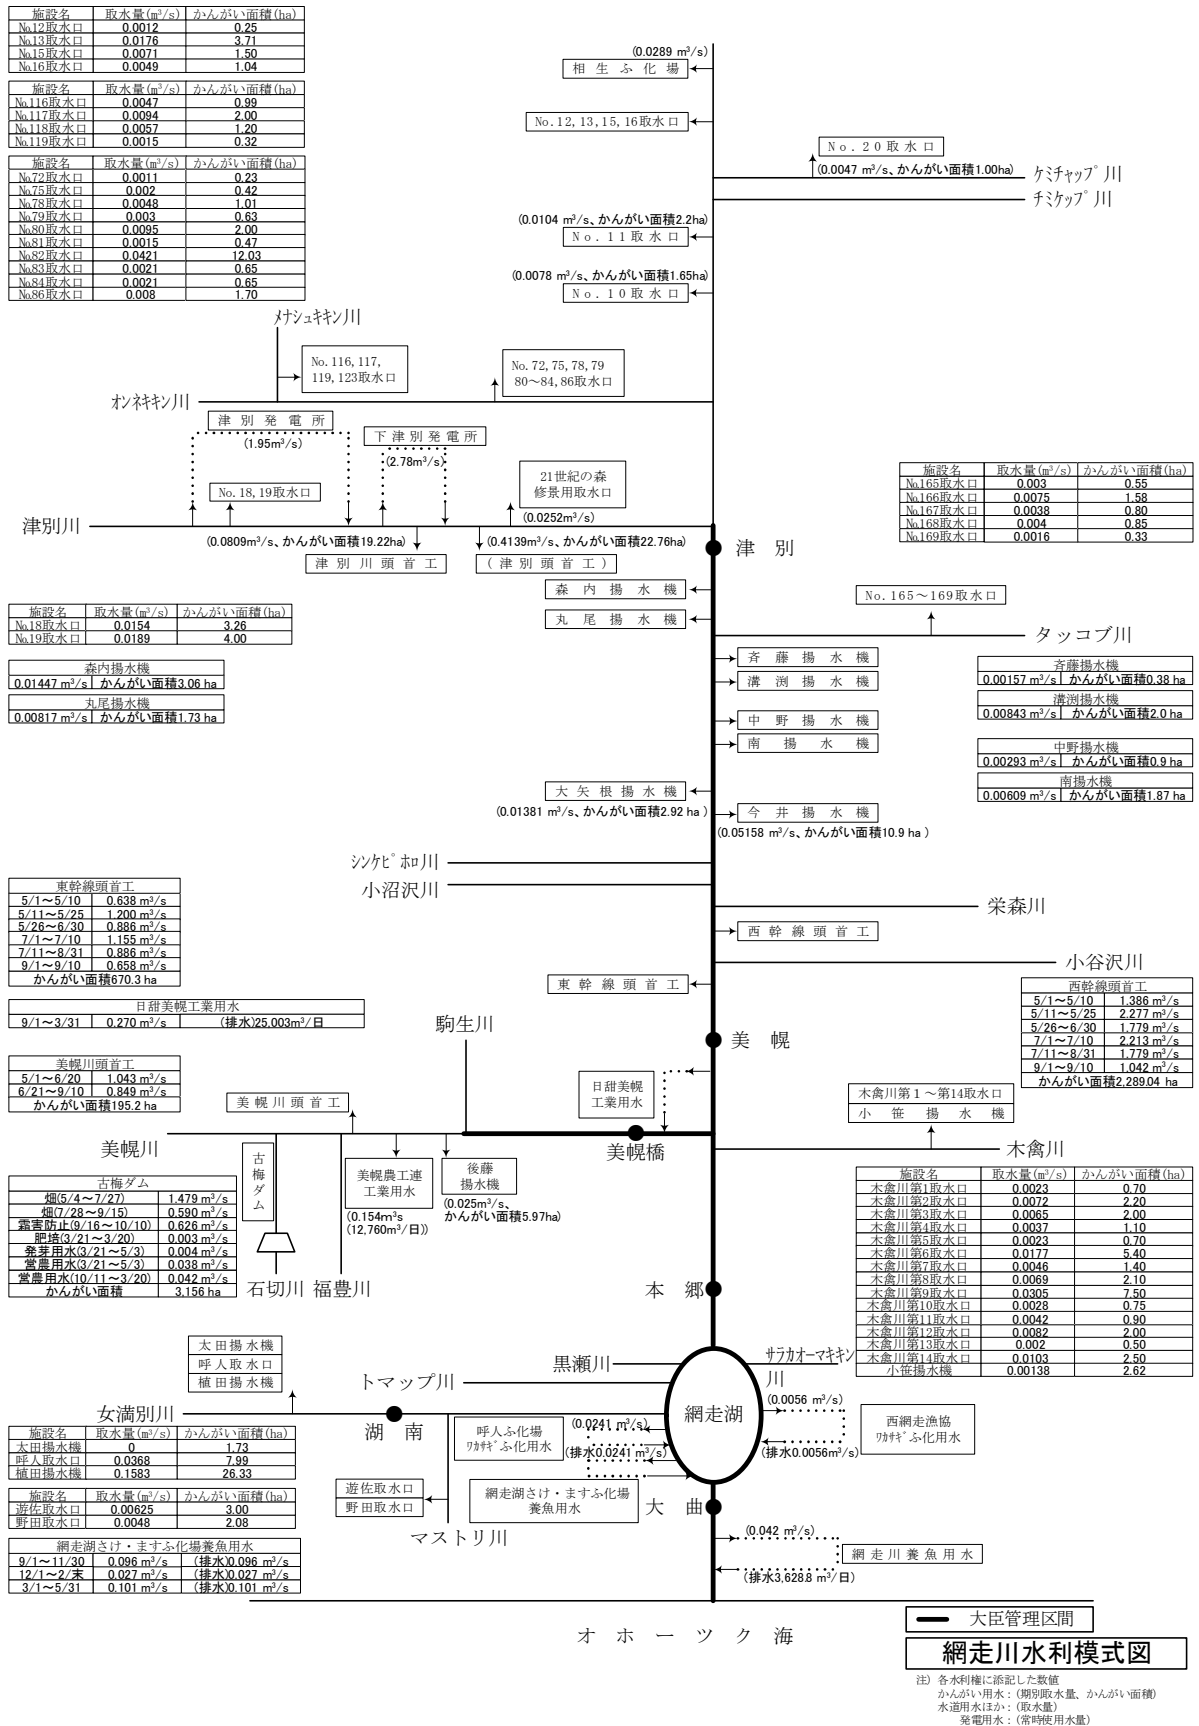 施設名 取水量(m³/s) かんがい面積(ha)
№12取水口 0.0012 0.25
№13取水口 0.0176 3.71
№15取水口 0.0071 1.50
№16取水口 0.0049 1.04
施設名 取水量(m³/s) かんがい面積(ha)
№116取水口 0.0047 0.99
№117取水口 0.0094 2.00
№118取水口 0.0057 1.20
№119取水口 0.0015 0.32
施設名 取水量(m³/s) かんがい面積(ha)
№72取水口 0.0011 0.23
№75取水口 0.002 0.42
№78取水口 0.0048 1.01
№79取水口 0.003 0.63
№80取水口 0.0095 2.00
№81取水口 0.0015 0.47
№82取水口 0.0421 12.03
№83取水口 0.0021 0.65
№84取水口 0.0021 0.65
№86取水口 0.008 1.70
(0.0289 m³/s)
相生ふ化場
No.12,13,15,16取水口
No.20取水口
(0.0047 m³/s、かんがい面積1.00ha)
ケミチャップ川
チミケップ川
(0.0104 m³/s、かんがい面積2.2ha)
No.11取水口
(0.0078 m³/s、かんがい面積1.65ha)
No.10取水口
メナシュキキン川
No.116,117,
119,123取水口
No.72,75,78,79
80～84,86取水口
オンネキキン川
津別発電所
(1.95m³/s)
下津別発電所
(2.78m³/s)
No.18,19取水口
21世紀の森
修景用取水口
(0.0252m³/s)
津別川
(0.0809m³/s、かんがい面積19.22ha)
津別川頭首工
(0.4139m³/s、かんがい面積22.76ha)
(津別頭首工)
津別
施設名 取水量(m³/s) かんがい面積(ha)
№165取水口 0.003 0.55
№166取水口 0.0075 1.58
№167取水口 0.0038 0.80
№168取水口 0.004 0.85
№169取水口 0.0016 0.33
森内揚水機
丸尾揚水機
No.165～169取水口
タッコブ川
施設名 取水量(m³/s) かんがい面積(ha)
№18取水口 0.0154 3.26
№19取水口 0.0189 4.00
森内揚水機
0.01447 m³/s かんがい面積3.06 ha
丸尾揚水機
0.00817 m³/s かんがい面積1.73 ha
斉藤揚水機
溝渕揚水機
中野揚水機
南揚水機
斉藤揚水機
0.00157 m³/s かんがい面積0.38 ha
溝渕揚水機
0.00843 m³/s かんがい面積2.0 ha
中野揚水機
0.00293 m³/s かんがい面積0.9 ha
南揚水機
0.00609 m³/s かんがい面積1.87 ha
大矢根揚水機
(0.01381 m³/s、かんがい面積2.92 ha )
今井揚水機
(0.05158 m³/s、かんがい面積10.9 ha )
シンケピホロ川
小沼沢川
栄森川
西幹線頭首工
小谷沢川
東幹線頭首工
東幹線頭首工
5/1～5/10 0.638 m³/s
5/11～5/25 1.200 m³/s
5/26～6/30 0.886 m³/s
7/1～7/10 1.155 m³/s
7/11～8/31 0.886 m³/s
9/1～9/10 0.658 m³/s
かんがい面積670.3 ha
日甜美幌工業用水
9/1～3/31 0.270 m³/s (排水)25,003m³/日
西幹線頭首工
5/1～5/10 1.386 m³/s
5/11～5/25 2.277 m³/s
5/26～6/30 1.779 m³/s
7/1～7/10 2.213 m³/s
7/11～8/31 1.779 m³/s
9/1～9/10 1.042 m³/s
かんがい面積2,289.04 ha
駒生川
美幌
美幌川頭首工
5/1～6/20 1.043 m³/s
6/21～9/10 0.849 m³/s
かんがい面積195.2 ha
美幌川頭首工
日甜美幌
工業用水
木禽川第１～第14取水口
小笹揚水機
美幌川
美幌橋
木禽川
古梅ダム
美幌農工連
工業用水
(0.154m³s
(12,760m³/日))
後藤
揚水機
(0.025m³/s、
かんがい面積5.97ha)
古梅ダム
畑(5/4～7/27) 1.479 m³/s
畑(7/28～9/15) 0.590 m³/s
霜害防止(9/16～10/10) 0.626 m³/s
肥培(3/21～3/20) 0.003 m³/s
発芽用水(3/21～5/3) 0.004 m³/s
営農用水(3/21～5/3) 0.038 m³/s
営農用水(10/11～3/20) 0.042 m³/s
かんがい面積 3,156 ha
石切川
福豊川
施設名 取水量(m³/s) かんがい面積(ha)
木禽川第1取水口 0.0023 0.70
木禽川第2取水口 0.0072 2.20
木禽川第3取水口 0.0065 2.00
木禽川第4取水口 0.0037 1.10
木禽川第5取水口 0.0023 0.70
木禽川第6取水口 0.0177 5.40
木禽川第7取水口 0.0046 1.40
木禽川第8取水口 0.0069 2.10
木禽川第9取水口 0.0305 7.50
木禽川第10取水口 0.0028 0.75
木禽川第11取水口 0.0042 0.90
木禽川第12取水口 0.0082 2.00
木禽川第13取水口 0.002 0.50
木禽川第14取水口 0.0103 2.50
小笹揚水機 0.00138 2.62
本郷
太田揚水機
呼人取水口
植田揚水機
黒瀬川
サラカオーマキキン
川
トマップ川
女満別川
湖南
網走湖
(0.0056 m³/s)
西網走漁協
ワカサギふ化用水
(排水0.0056m³/s)
呼人ふ化場
ワカサギふ化用水
(0.0241 m³/s)
(排水0.0241 m³/s)
網走湖さけ・ますふ化場
養魚用水
施設名 取水量(m³/s) かんがい面積(ha)
太田揚水機 0 1.73
呼人取水口 0.0368 7.99
植田揚水機 0.1583 26.33
施設名 取水量(m³/s) かんがい面積(ha)
遊佐取水口 0.00625 3.00
野田取水口 0.0048 2.08
遊佐取水口
野田取水口
マストリ川
大曲
網走湖さけ・ますふ化場養魚用水
9/1～11/30 0.096 m³/s (排水)0.096 m³/s
12/1～2/末 0.027 m³/s (排水)0.027 m³/s
3/1～5/31 0.101 m³/s (排水)0.101 m³/s
(0.042 m³/s)
網走川養魚用水
(排水3,628.8 m³/日)
オホーツク海
大臣管理区間
網走川水利模式図
注）各水利権に添記した数値
かんがい用水：(期別取水量、かんがい面積)
水道用水ほか：(取水量)
発電用水：(常時使用水量)